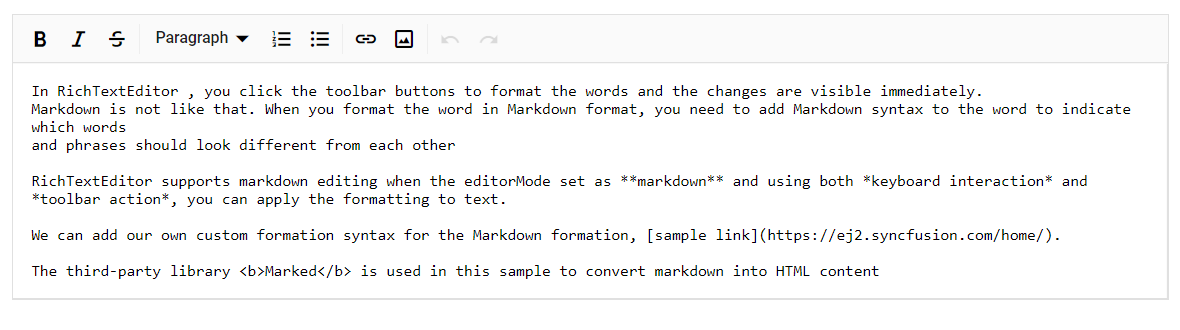 B I S Paragraph
In RichTextEditor , you click the toolbar buttons to format the words and the changes are visible immediately.
Markdown is not like that. When you format the word in Markdown format, you need to add Markdown syntax to the word to indicate
which words
and phrases should look different from each other
RichTextEditor supports markdown editing when the editorMode set as **markdown** and using both *keyboard interaction* and
*toolbar action*, you can apply the formatting to text.
We can add our own custom formation syntax for the Markdown formation, [sample link](https://ej2.syncfusion.com/home/).
The third-party library <b>Marked</b> is used in this sample to convert markdown into HTML content